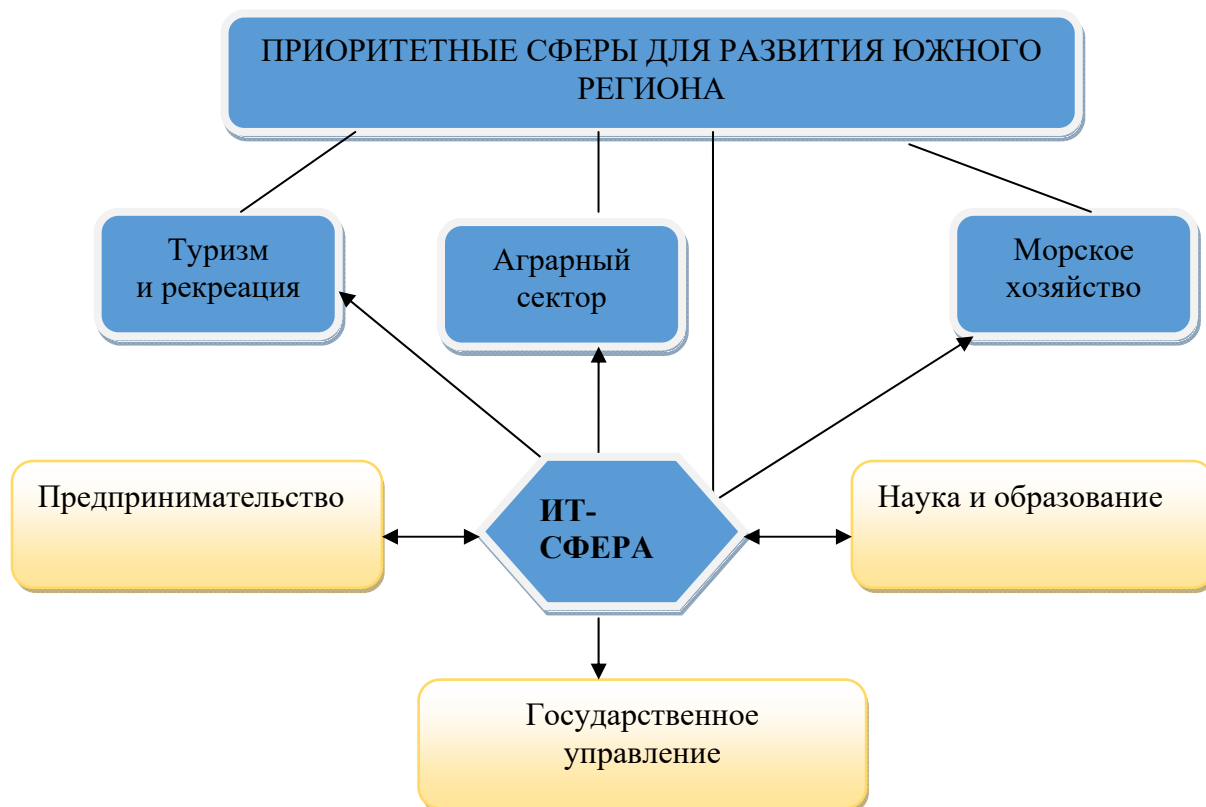 ПРИОРИТЕТНЫЕ СФЕРЫ ДЛЯ РАЗВИТИЯ ЮЖНОГО
РЕГИОНА
Туризм
и рекреация
Аграрный
сектор
Морское
хозяйство
Предпринимательство
ИТ-
СФЕРА
Наука и образование
Государственное
управление